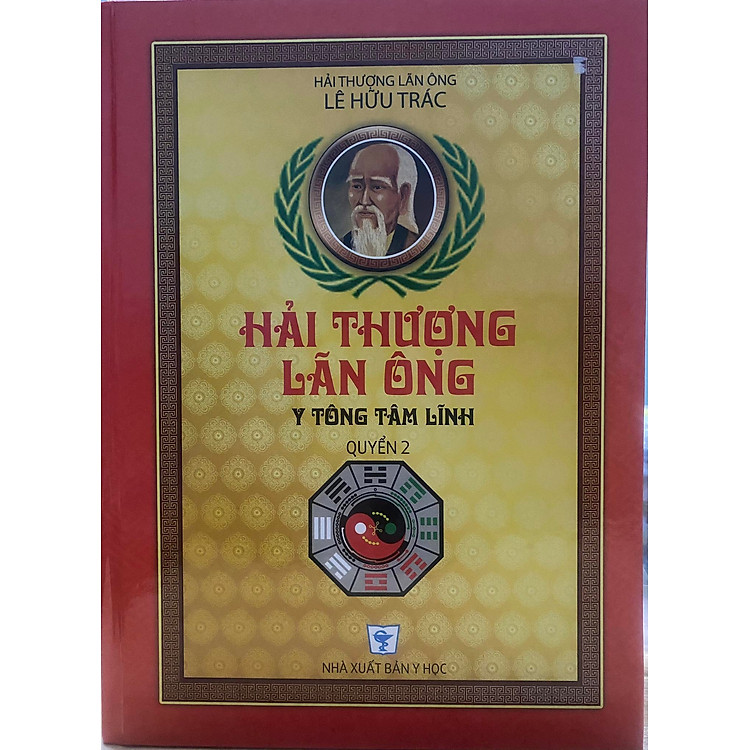 HẢI THƯỢNG LÃN ÔNG
LÊ HỮU TRÁC
HẢI THƯỢNG
LÃN ÔNG
Y TÔNG TÂM LĨNH
QUYỂN 2
NHÀ XUẤT BẢN Y HỌC